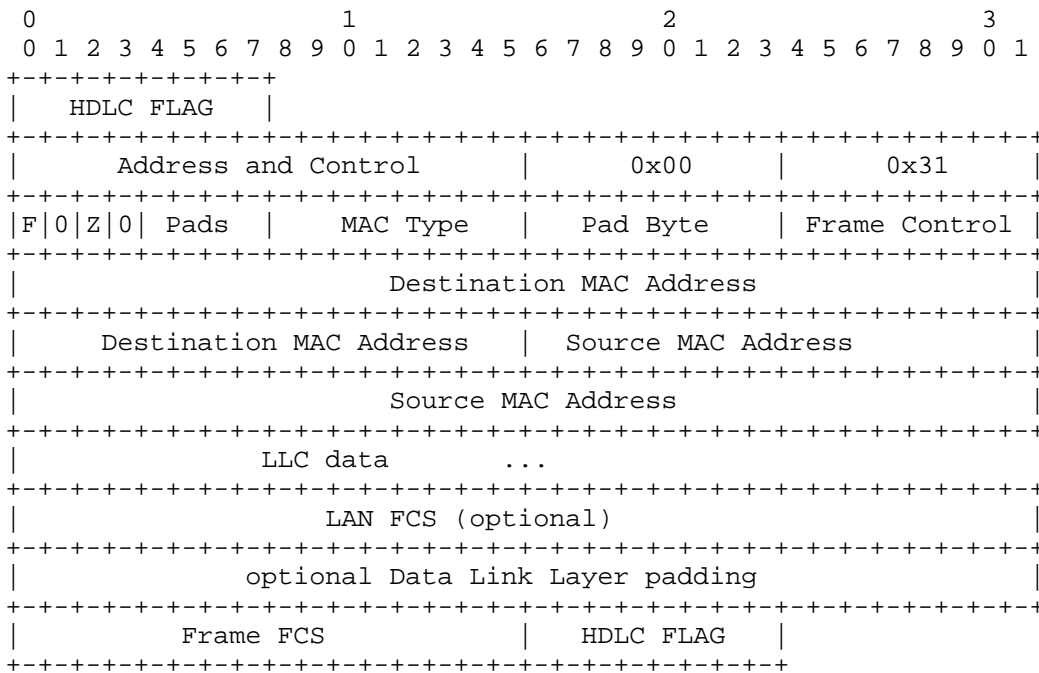 0                   1                   2                   3
 0 1 2 3 4 5 6 7 8 9 0 1 2 3 4 5 6 7 8 9 0 1 2 3 4 5 6 7 8 9 0 1
+-+-+-+-+-+-+-+-+
|   HDLC FLAG   |
+-+-+-+-+-+-+-+-+-+-+-+-+-+-+-+-+-+-+-+-+-+-+-+-+-+-+-+-+-+-+-+-+
|      Address and Control      |      0x00     |      0x31     |
+-+-+-+-+-+-+-+-+-+-+-+-+-+-+-+-+-+-+-+-+-+-+-+-+-+-+-+-+-+-+-+-+
|F|0|Z|0| Pads  |    MAC Type   |   Pad Byte    | Frame Control |
+-+-+-+-+-+-+-+-+-+-+-+-+-+-+-+-+-+-+-+-+-+-+-+-+-+-+-+-+-+-+-+-+
|                       Destination MAC Address                 |
+-+-+-+-+-+-+-+-+-+-+-+-+-+-+-+-+-+-+-+-+-+-+-+-+-+-+-+-+-+-+-+-+
|     Destination MAC Address   |  Source MAC Address           |
+-+-+-+-+-+-+-+-+-+-+-+-+-+-+-+-+-+-+-+-+-+-+-+-+-+-+-+-+-+-+-+-+
|                       Source MAC Address                      |
+-+-+-+-+-+-+-+-+-+-+-+-+-+-+-+-+-+-+-+-+-+-+-+-+-+-+-+-+-+-+-+-+
|               LLC data       ...
+-+-+-+-+-+-+-+-+-+-+-+-+-+-+-+-+-+-+-+-+-+-+-+-+-+-+-+-+-+-+-+-+
|                   LAN FCS (optional)                          |
+-+-+-+-+-+-+-+-+-+-+-+-+-+-+-+-+-+-+-+-+-+-+-+-+-+-+-+-+-+-+-+-+
|              optional Data Link Layer padding                 |
+-+-+-+-+-+-+-+-+-+-+-+-+-+-+-+-+-+-+-+-+-+-+-+-+-+-+-+-+-+-+-+-+
|          Frame FCS            |   HDLC FLAG   |
+-+-+-+-+-+-+-+-+-+-+-+-+-+-+-+-+-+-+-+-+-+-+-+-+